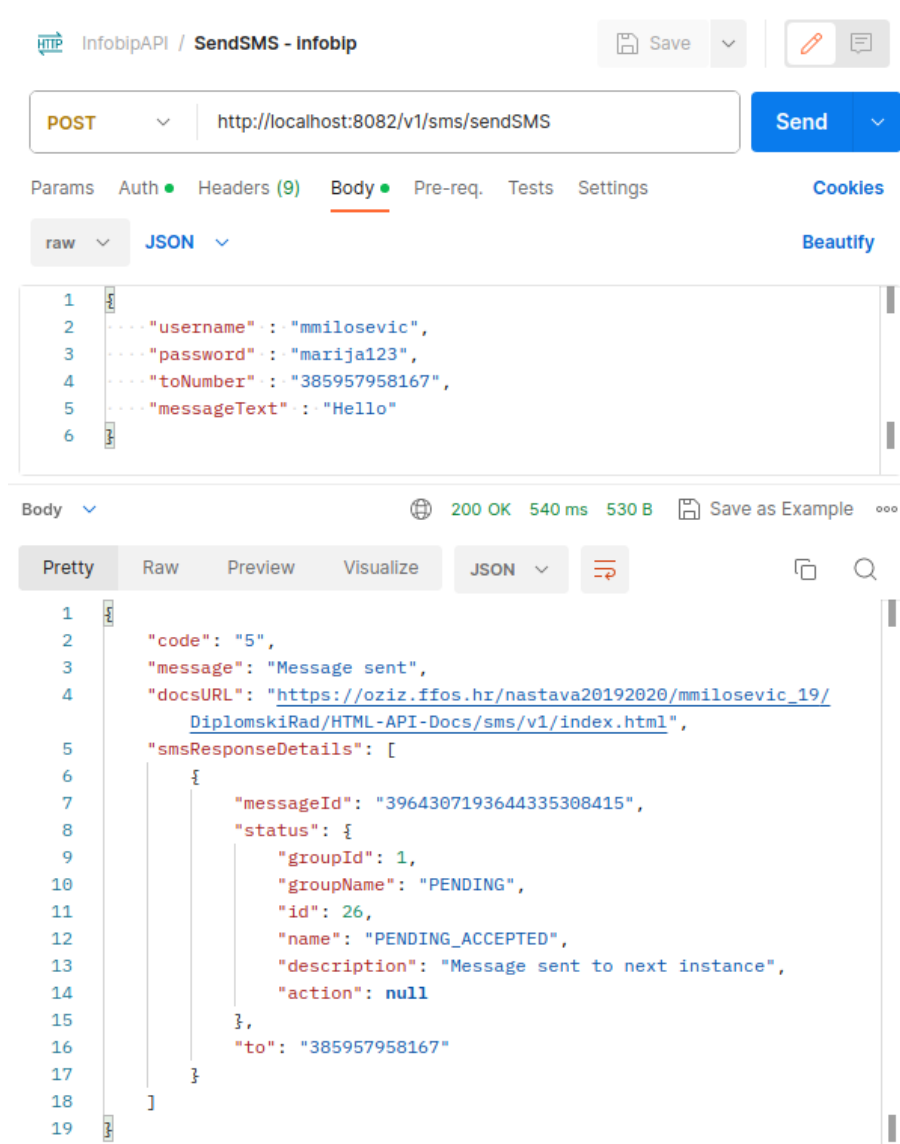 HTTP InfobipAPI / SendSMS - infobip Save
POST http://localhost:8082/v1/sms/sendSMS Send
Params Auth Headers (9) Body Pre-req. Tests Settings Cookies
raw JSON Beautify
1 {
2 "username" : "mmilosevic",
3 "password" : "marija123",
4 "toNumber" : "385957958167",
5 "messageText" : "Hello"
6 }
Body 200 OK 540 ms 530 B Save as Example
Pretty Raw Preview Visualize JSON
1 {
2 "code": "5",
3 "message": "Message sent",
4 "docsURL": "https://oziz.ffos.hr/nastava20192020/mmilosevic_19/
DiplomskiRad/HTML-API-Docs/sms/v1/index.html",
5 "smsResponseDetails": [
6 {
7 "messageId": "3964307193644335308415",
8 "status": {
9 "groupId": 1,
10 "groupName": "PENDING",
11 "id": 26,
12 "name": "PENDING_ACCEPTED",
13 "description": "Message sent to next instance",
14 "action": null
15 },
16 "to": "385957958167"
17 }
18 ]
19 }